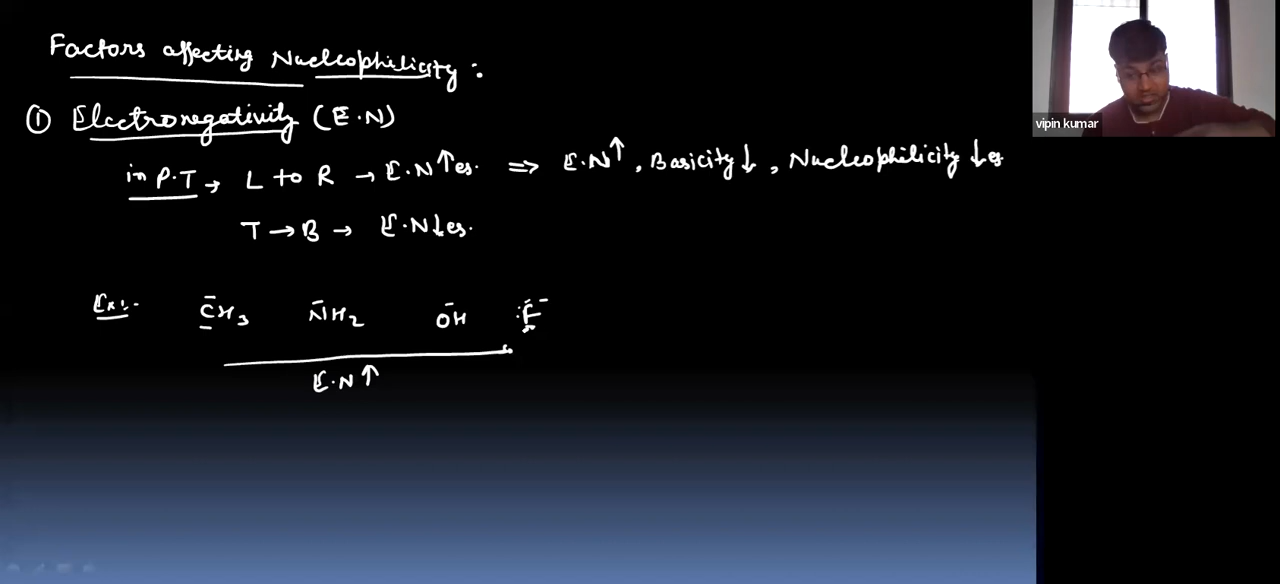 Factors affecting Nucleophilicity :
① Electronegativity (E.N)
in P.T → L to R → E.N↑es. ⇒ E.N↑, Basicity↓, Nucleophilicity↓es
T → B → E.N↓es.
Ex:- C̄H₃ N̄H₂ ŌH :F̈:⁻
E.N↑
vipin kumar